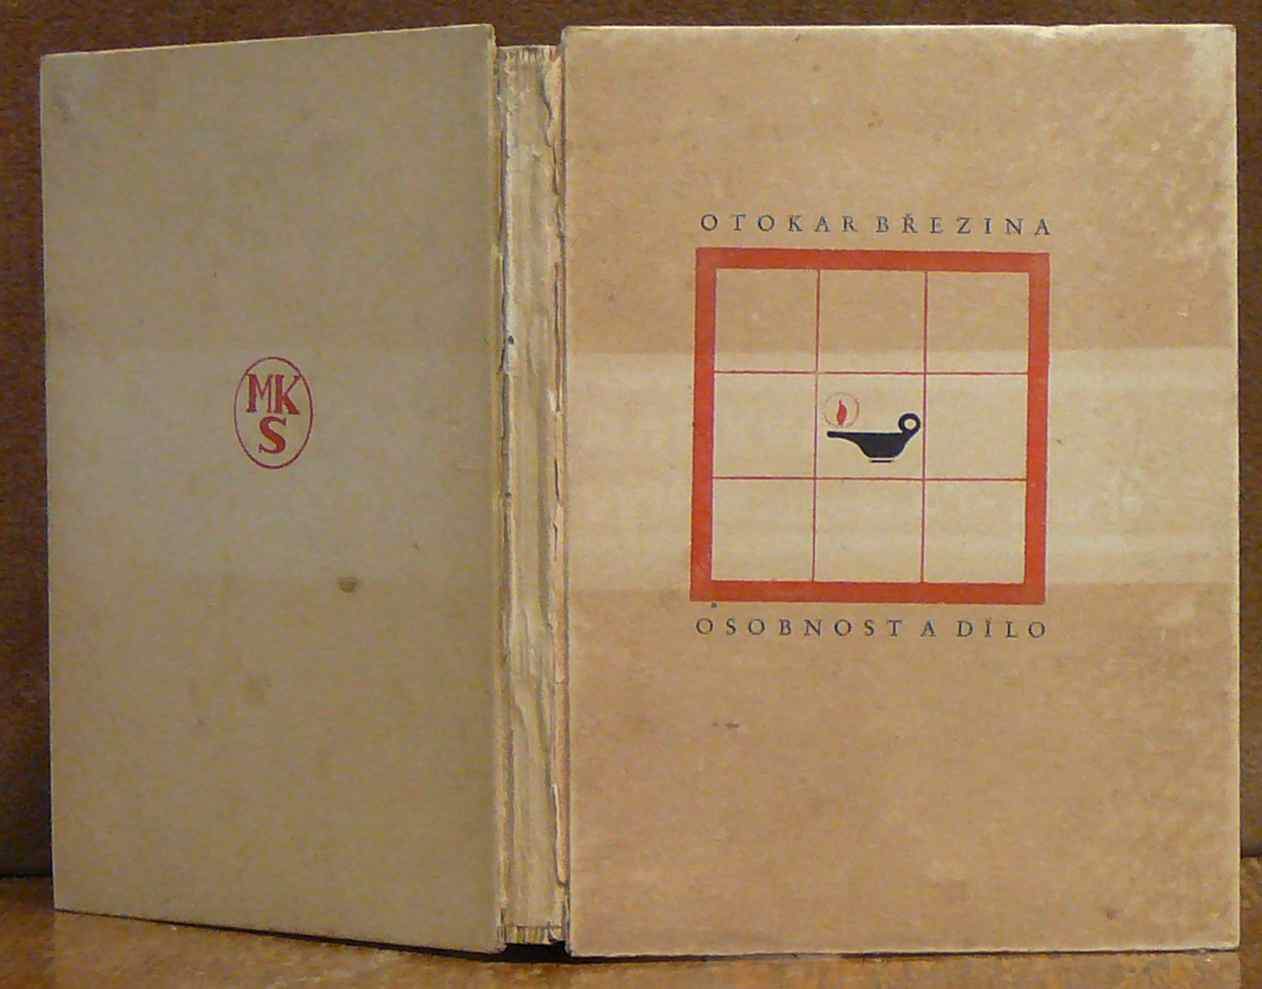 MK
S
OTOKAR BŘEZINA
OSOBNOST A DÍLO